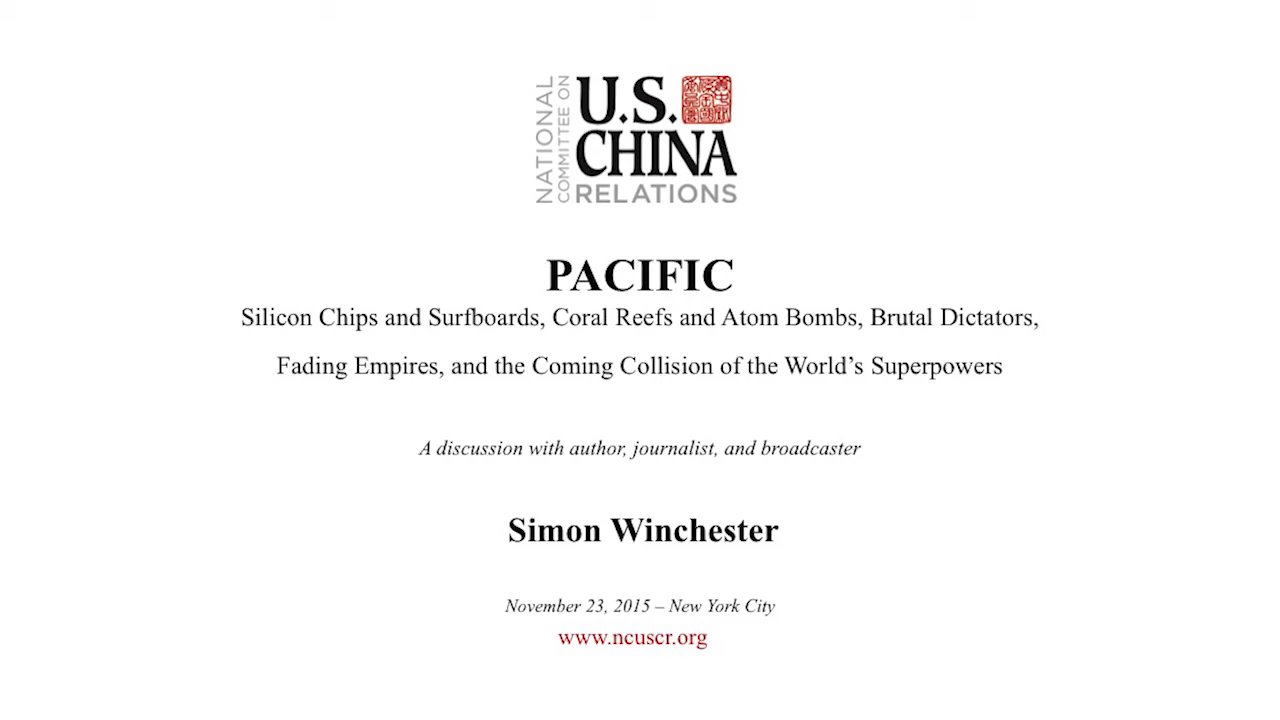 NATIONAL
COMMITTEE ON
U.S.
CHINA
RELATIONS
PACIFIC
Silicon Chips and Surfboards, Coral Reefs and Atom Bombs, Brutal Dictators,
Fading Empires, and the Coming Collision of the World’s Superpowers
A discussion with author, journalist, and broadcaster
Simon Winchester
November 23, 2015 – New York City
www.ncuscr.org